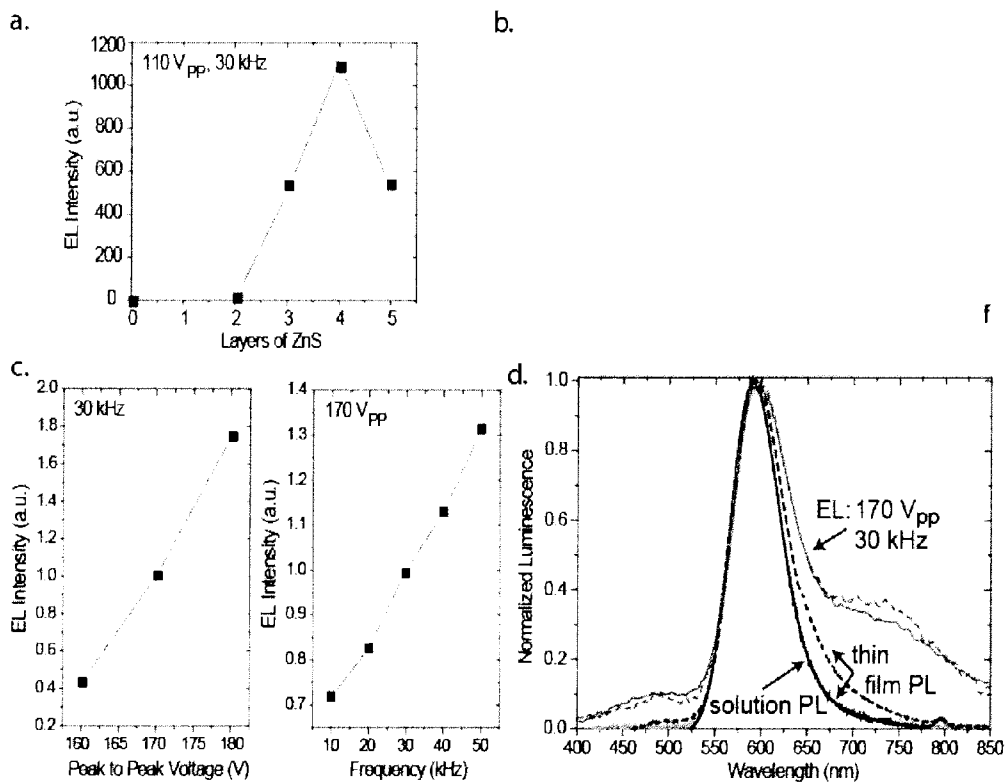 a.
b.
110 V_PP, 30 kHz
1200
1000
800
600
400
200
0
EL Intensity (a.u.)
0 1 2 3 4 5
Layers of ZnS
f
c.
30 kHz
2.0
1.8
1.6
1.4
1.2
1.0
0.8
0.6
0.4
0.2
EL Intensity (a.u.)
160 165 170 175 180
Peak to Peak Voltage (V)
170 V_PP
1.4
1.3
1.2
1.1
1.0
0.9
0.8
0.7
EL Intensity (a.u.)
10 20 30 40 50
Frequency (kHz)
d.
1.0
0.8
0.6
0.4
0.2
0.0
Normalized Luminescence
EL: 170 V_pp
30 kHz
thin
film PL
solution PL
400 450 500 550 600 650 700 750 800 850
Wavelength (nm)